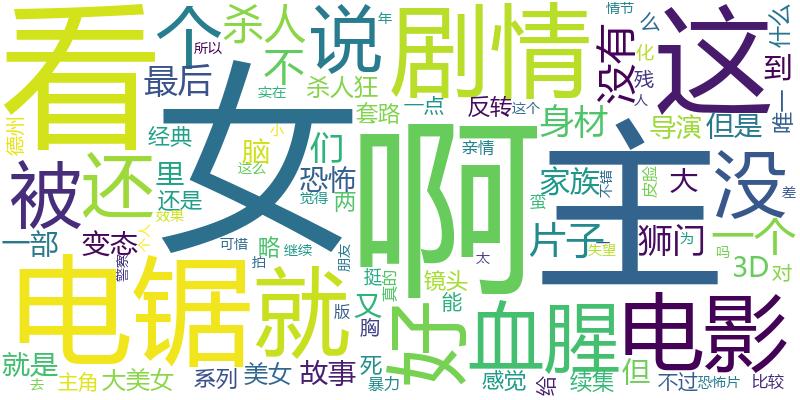 看
女
啊
主
这
剧情
电锯
就
个
杀人
说
不
没有
情节
么
化
什么
到
唯一
残
人
年
所以
最后
实在
杀人狂
套路
一点
反转
这个
身材
导演
但是
德州
经典
脑
小
们
恐怖
亲情
家族
不错
皮脸
大
没
差
被
还
里
还是
这么
觉得
两
蛮
一部
变态
效果
个人
警察
可惜
略
继续
拍
朋友
挺
真的
镜头
太
片子
一
失望
狮门
为
一个
吗
3D
对
版
又
胸
能
好
血腥
电影
就是
去
主角
大美女
系列
美女
故事
死
暴力
感觉
给
续集
但
不过
恐怖片
比较